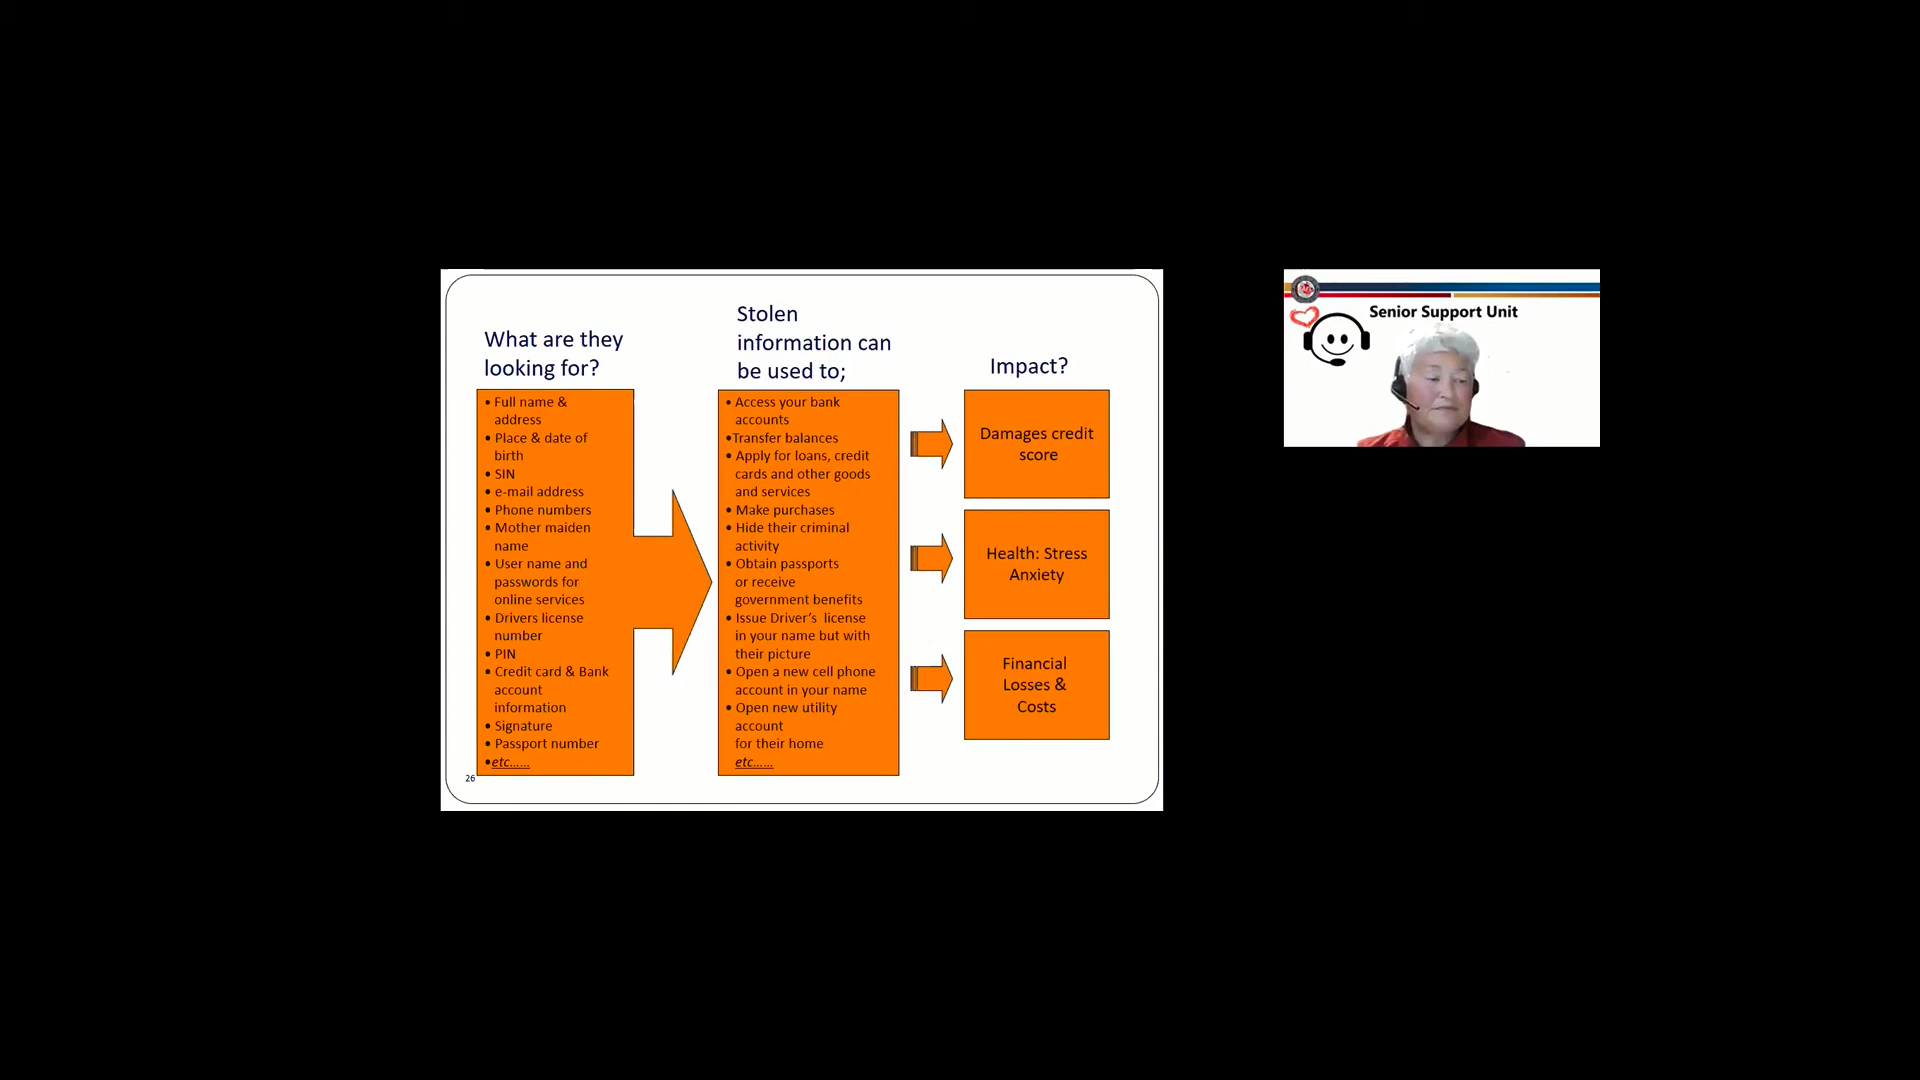 What are they
looking for?
• Full name &
address
• Place & date of
birth
• SIN
• e-mail address
• Phone numbers
• Mother maiden
name
• User name and
passwords for
online services
• Drivers license
number
• PIN
• Credit card & Bank
account
information
• Signature
• Passport number
•etc......
26
Stolen
information can
be used to;
• Access your bank
accounts
•Transfer balances
• Apply for loans, credit
cards and other goods
and services
• Make purchases
• Hide their criminal
activity
• Obtain passports
or receive
government benefits
• Issue Driver’s  license
in your name but with
their picture
• Open a new cell phone
account in your name
• Open new utility
account
for their home
etc......
Impact?
Damages credit
score
Health: Stress
Anxiety
Financial
Losses &
Costs
Senior Support Unit